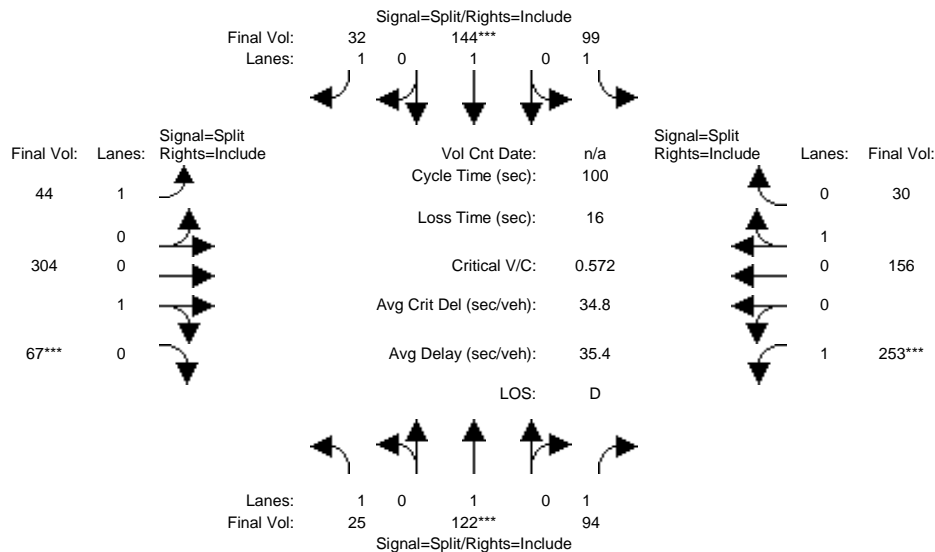 Signal=Split/Rights=Include
Final Vol: 32 144*** 99
Lanes: 1 0 1 0 1
Signal=Split
Final Vol: Lanes: Rights=Include
Vol Cnt Date: n/a
Signal=Split
Rights=Include Lanes: Final Vol:
Cycle Time (sec): 100
44 1
0 30
Loss Time (sec): 16
0
1
304 0
Critical V/C: 0.572
0 156
1
Avg Crit Del (sec/veh): 34.8
0
67*** 0
Avg Delay (sec/veh): 35.4
1 253***
LOS: D
Lanes: 1 0 1 0 1
Final Vol: 25 122*** 94
Signal=Split/Rights=Include